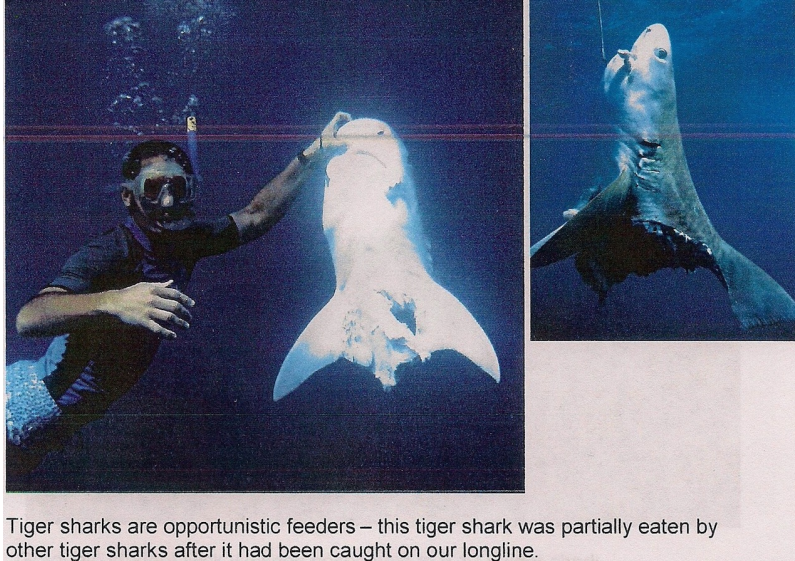 Tiger sharks are opportunistic feeders – this tiger shark was partially eaten by
other tiger sharks after it had been caught on our longline.